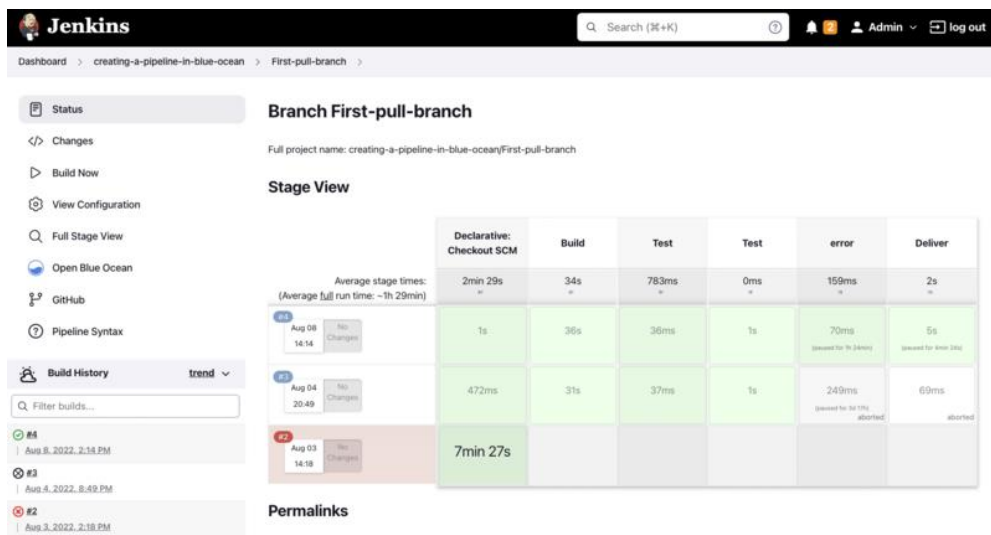 Jenkins
Search (⌘+K)
2
Admin
log out
Dashboard > creating-a-pipeline-in-blue-ocean > First-pull-branch >
Status
Changes
Build Now
View Configuration
Full Stage View
Open Blue Ocean
GitHub
Pipeline Syntax
Build History
trend
Filter builds...
#4
Aug 8, 2022, 2:14 PM
#3
Aug 4, 2022, 8:49 PM
#2
Aug 3, 2022, 2:18 PM
Branch First-pull-branch
Full project name: creating-a-pipeline-in-blue-ocean/First-pull-branch
Stage View
Declarative:
Checkout SCM
Build
Test
Test
error
Deliver
Average stage times:
(Average full run time: ~1h 29min)
2min 29s
34s
783ms
0ms
159ms
2s
#4
Aug 08
14:14
No
Changes
1s
36s
36ms
1s
70ms
(paused for 1h 24min)
5s
#3
Aug 04
20:49
No
Changes
472ms
31s
37ms
1s
249ms
aborted
69ms
aborted
#2
Aug 03
14:18
No
Changes
7min 27s
Permalinks